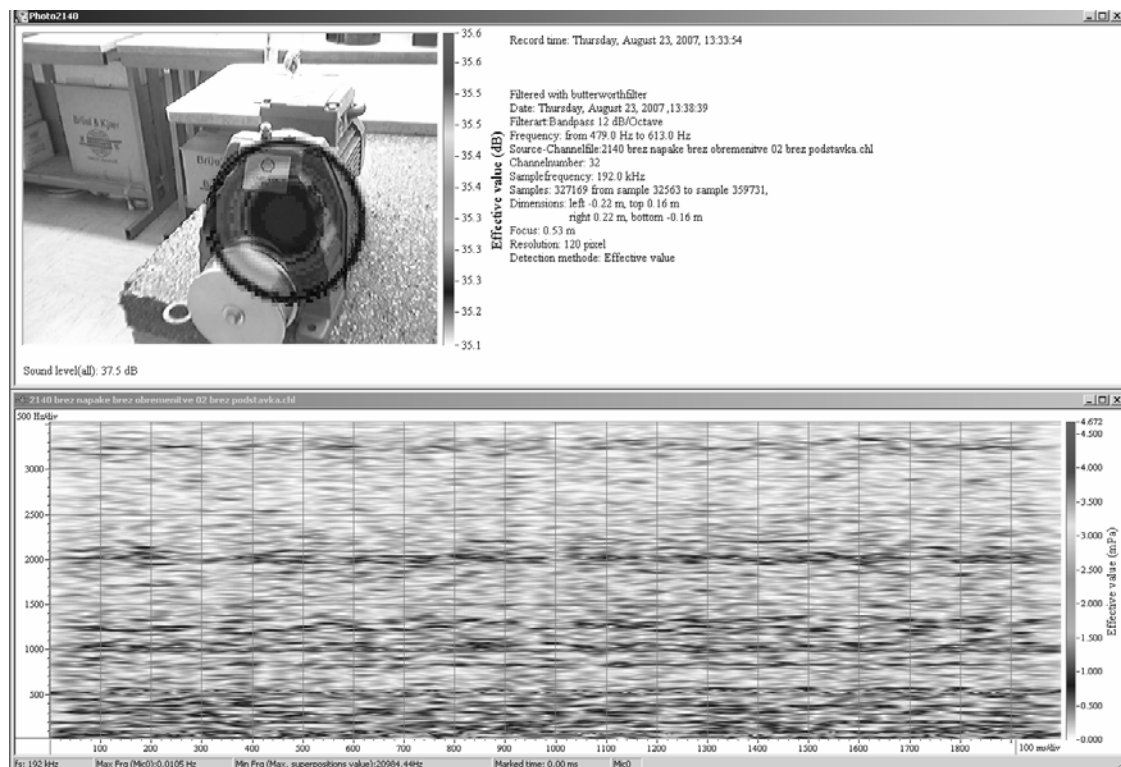 Photo2140
Record time: Thursday, August 23, 2007, 13:33:54
Filtered with butterworthfilter
Date: Thursday, August 23, 2007 ,13:38:39
Filterart:Bandpass 12 dB/Octave
Frequency: from 479.0 Hz to 613.0 Hz
Source-Channelfile:2140 brez napake brez obremenitve 02 brez podstavka.chl
Channelnumber: 32
Samplefrequency: 192.0 kHz
Samples: 327169 from sample 32563 to sample 359731,
Dimensions: left -0.22 m, top 0.16 m
right 0.22 m, bottom -0.16 m
Focus: 0.53 m
Resolution: 120 pixel
Detection methode: Effective value
35.6
35.6
35.5
35.5
35.4
35.4
35.3
35.3
35.2
35.1
Effective value (dB)
Brüel & Kjær
Brüel
Sound level(all): 37.5 dB
2140 brez napake brez obremenitve 02 brez podstavka.chl
500 Hz/div
3000
2500
2000
1500
1000
500
4.672
4.500
4.000
3.500
3.000
2.500
2.000
1.500
1.000
0.500
0.000
Effective value (mPa)
100 200 300 400 500 600 700 800 900 1000 1100 1200 1300 1400 1500 1600 1700 1800 100 ms/div
fs: 192 kHz Max Frq (Mic0):0.0105 Hz Min Frq (Max. superpositions value):20984.44Hz Marked time: 0.00 ms Mic0